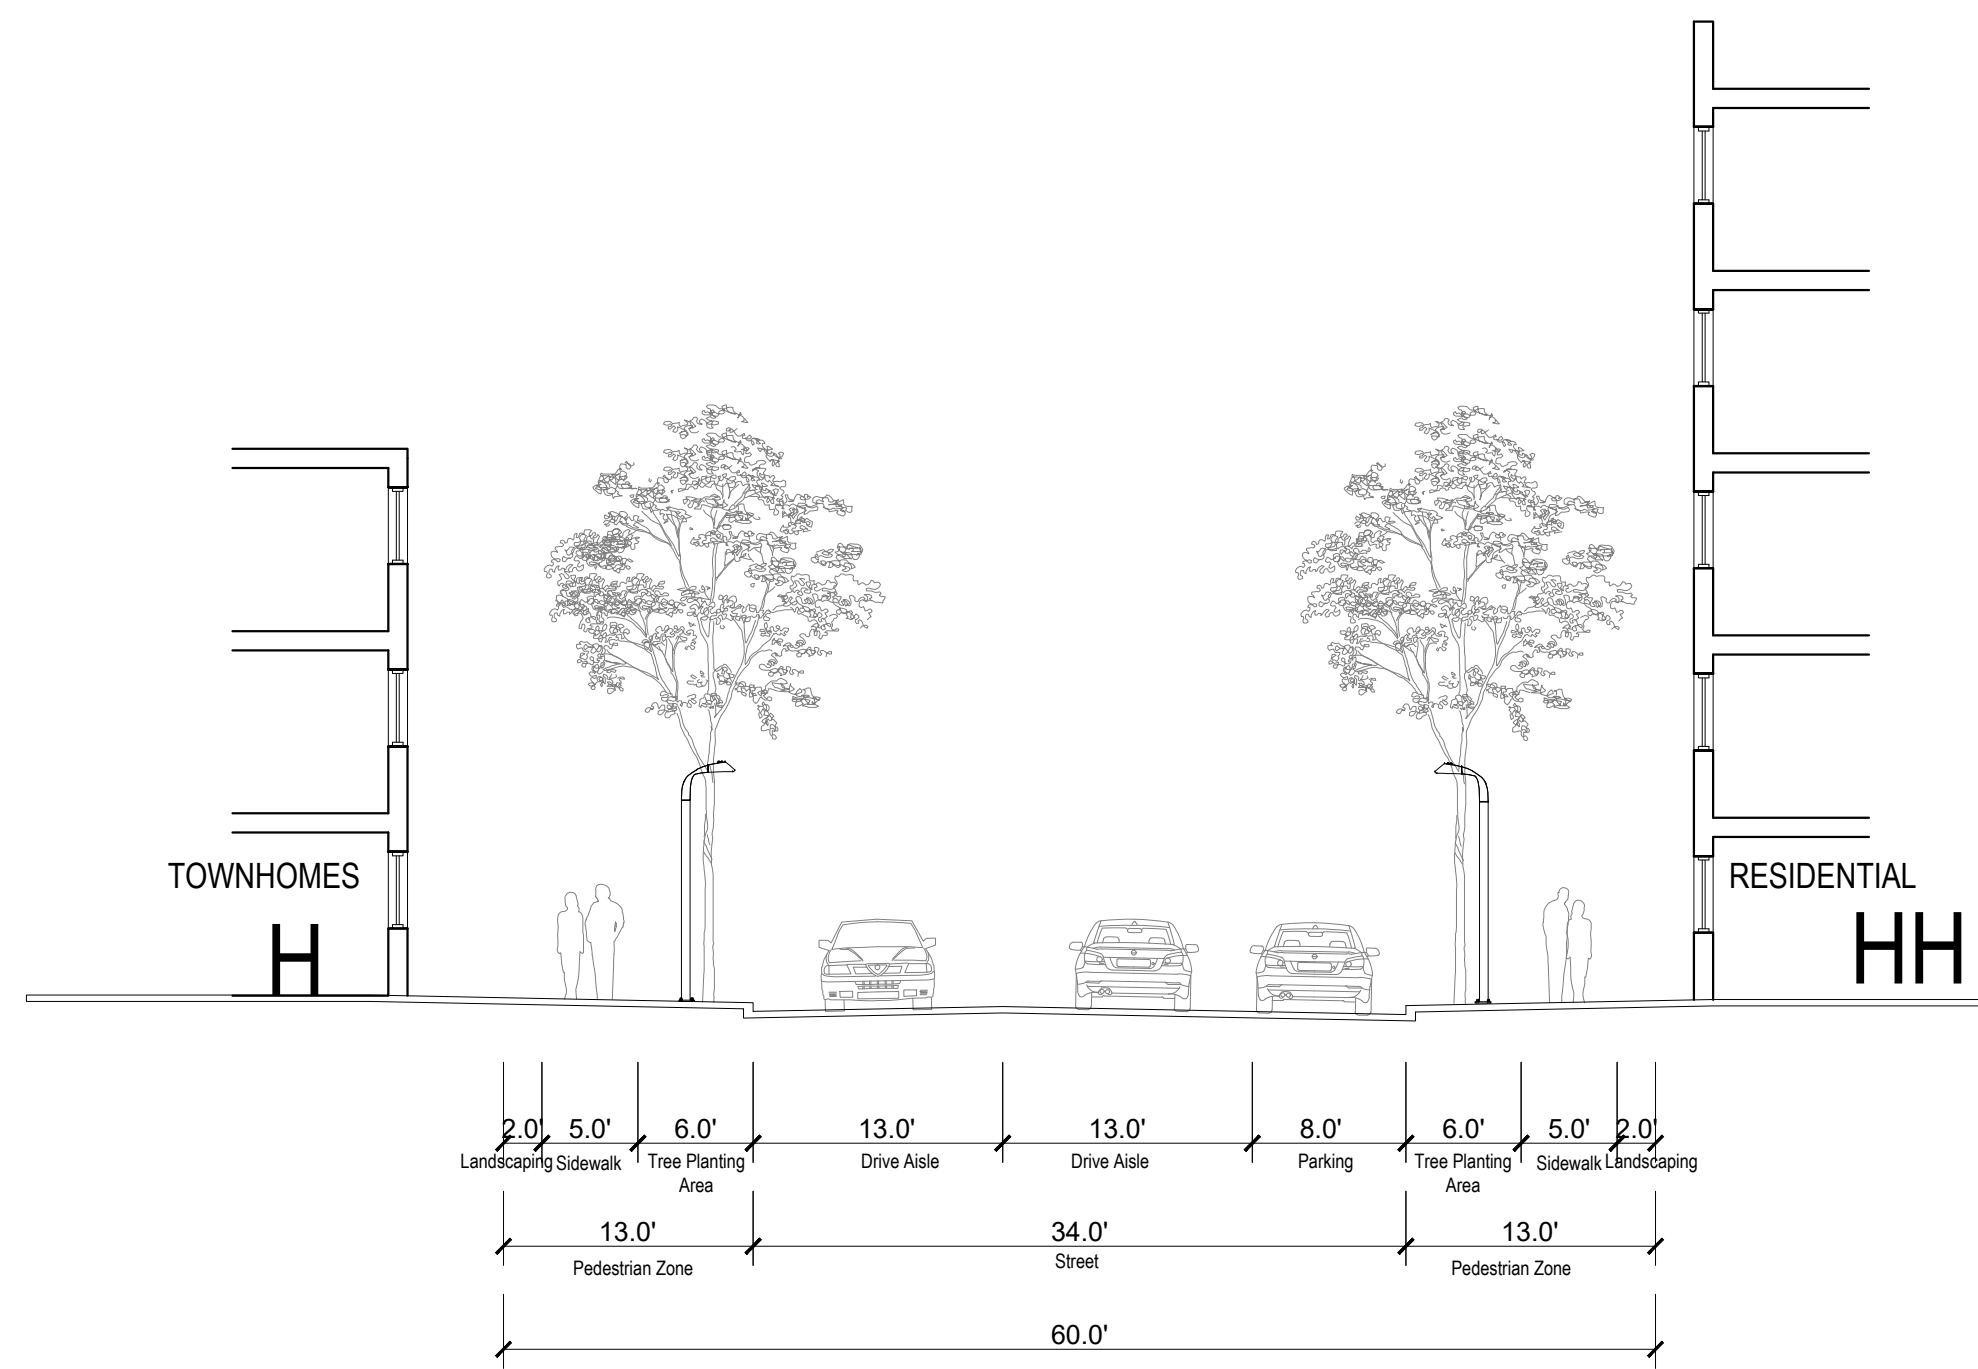 TOWNHOMES
H
RESIDENTIAL
HH
2.0' 5.0' 6.0' 13.0' 13.0' 8.0' 6.0' 5.0' 2.0'
Landscaping Sidewalk Tree Planting Drive Aisle Drive Aisle Parking Tree Planting Sidewalk Landscaping
Area Area
13.0' 34.0' 13.0'
Pedestrian Zone Street Pedestrian Zone
60.0'